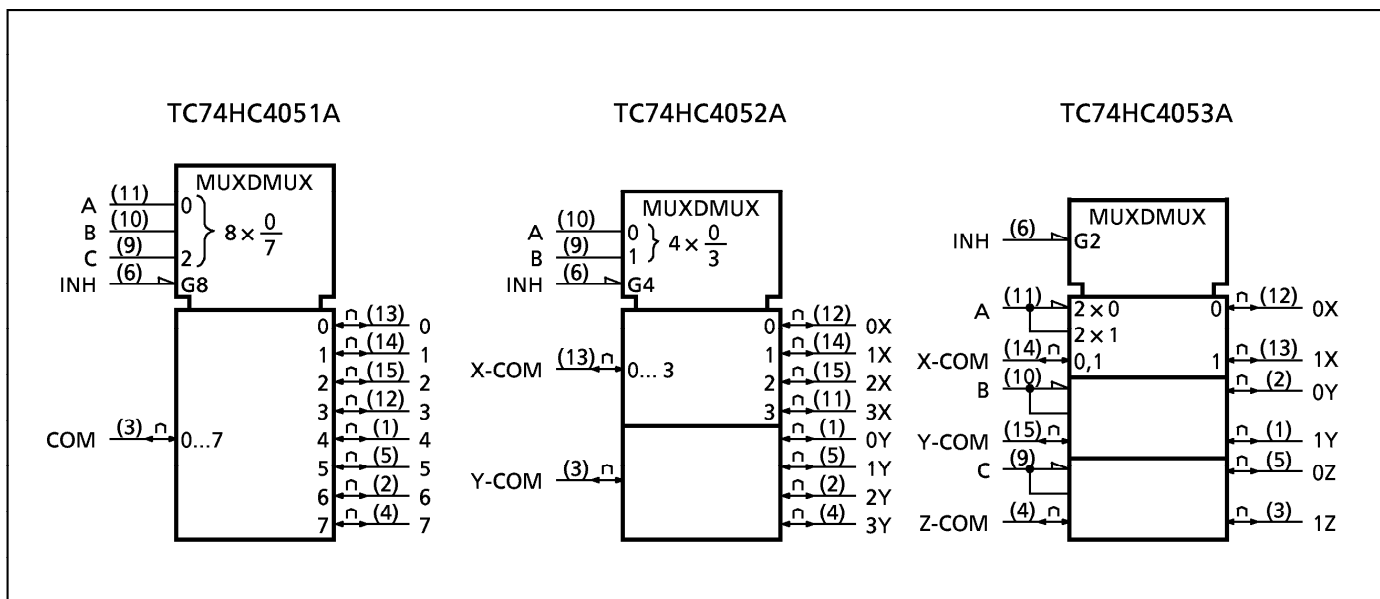 TC74HC4051A
MUXDMUX
A (11) 0
B (10) 8 × 0/7
C (9) 2
INH (6) G8
0 ∩ (13) 0
1 ∩ (14) 1
2 ∩ (15) 2
3 ∩ (12) 3
COM (3) ∩ 0...7 4 ∩ (1) 4
5 ∩ (5) 5
6 ∩ (2) 6
7 ∩ (4) 7
TC74HC4052A
MUXDMUX
A (10) 0 4 × 0/3
B (9) 1
INH (6) G4
0 ∩ (12) 0X
1 ∩ (14) 1X
X-COM (13) ∩ 0... 3 2 ∩ (15) 2X
3 ∩ (11) 3X
∩ (1) 0Y
∩ (5) 1Y
Y-COM (3) ∩ ∩ (2) 2Y
∩ (4) 3Y
TC74HC4053A
MUXDMUX
INH (6) G2
A (11) 2 × 0 0 ∩ (12) 0X
2 × 1
X-COM (14) ∩ 0,1 1 ∩ (13) 1X
B (10) ∩ (2) 0Y
Y-COM (15) ∩ ∩ (1) 1Y
C (9) ∩ (5) 0Z
Z-COM (4) ∩ ∩ (3) 1Z